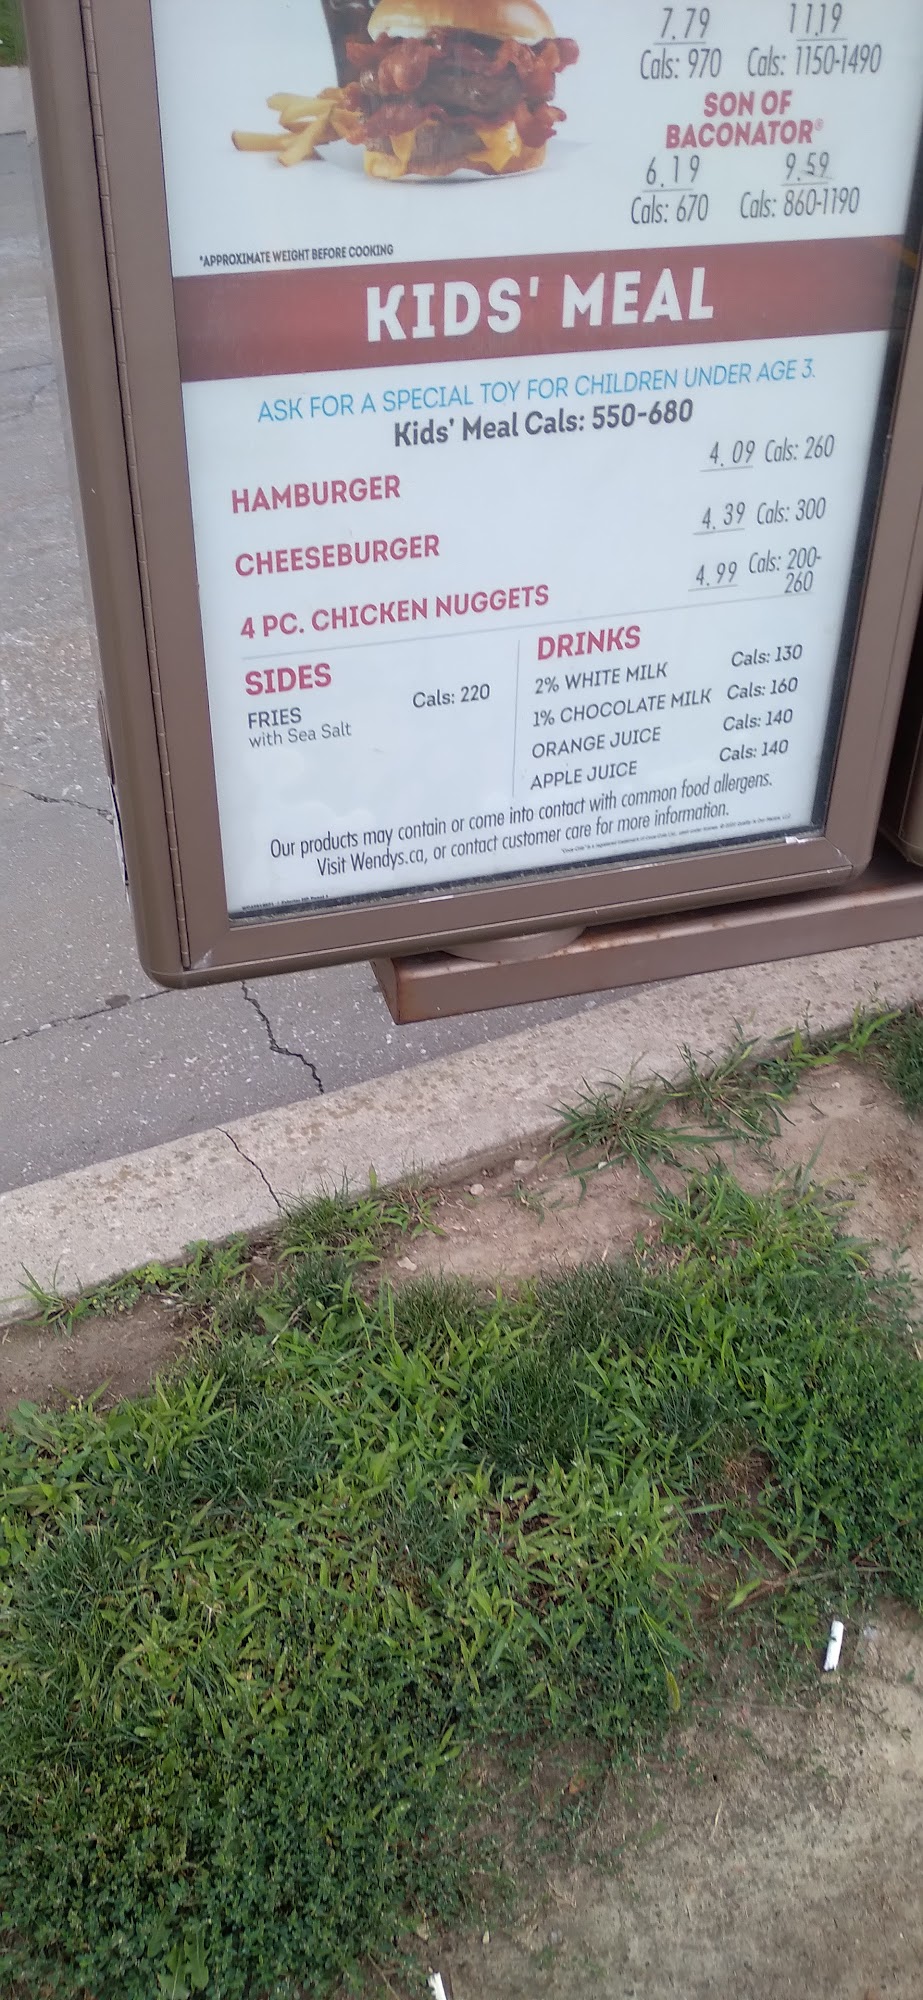 7.79 11.19
Cals: 970 Cals: 1150-1490
SON OF
BACONATOR®
6.19 9.59
Cals: 670 Cals: 860-1190
*APPROXIMATE WEIGHT BEFORE COOKING
KIDS' MEAL
ASK FOR A SPECIAL TOY FOR CHILDREN UNDER AGE 3.
Kids' Meal Cals: 550-680
HAMBURGER 4.09 Cals: 260
CHEESEBURGER 4.39 Cals: 300
4 PC. CHICKEN NUGGETS 4.99 Cals: 200-
260
SIDES
FRIES Cals: 220
with Sea Salt
DRINKS
2% WHITE MILK Cals: 130
1% CHOCOLATE MILK Cals: 160
ORANGE JUICE Cals: 140
APPLE JUICE Cals: 140
Our products may contain or come into contact with common food allergens.
Visit Wendys.ca, or contact customer care for more information.